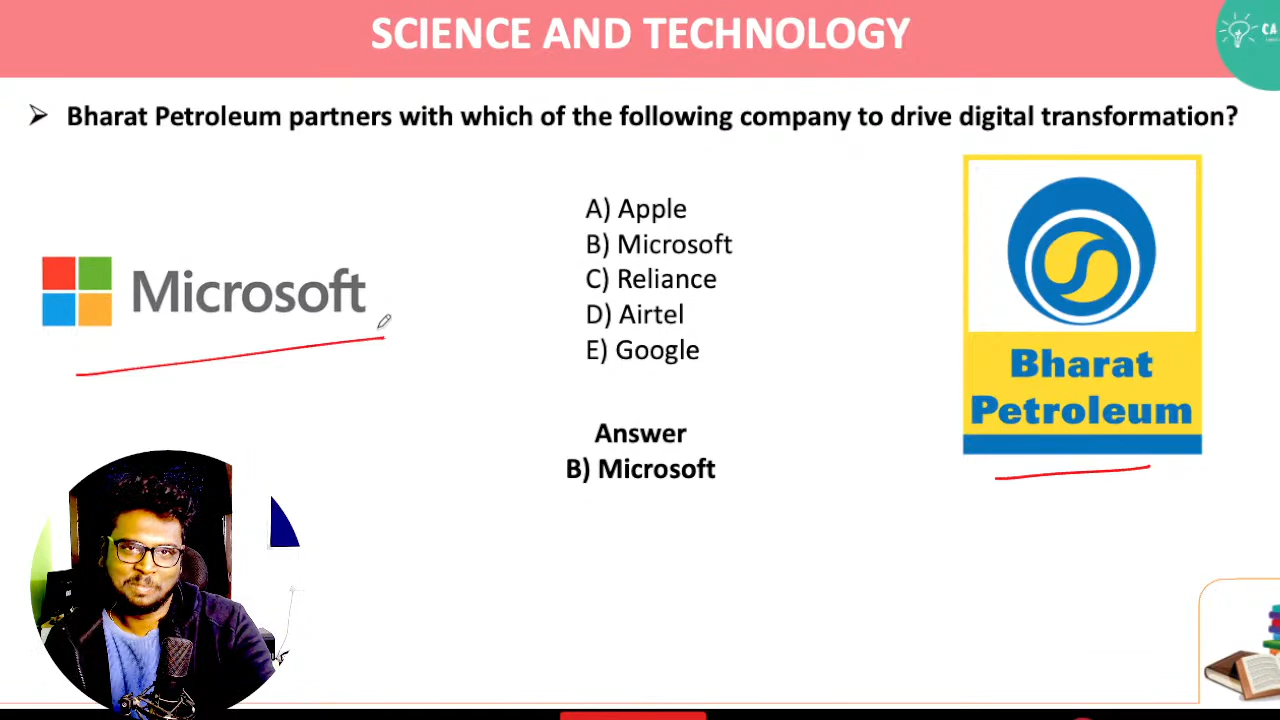 SCIENCE AND TECHNOLOGY
CA
➢ Bharat Petroleum partners with which of the following company to drive digital transformation?
A) Apple
B) Microsoft
C) Reliance
D) Airtel
E) Google
Microsoft
Bharat
Petroleum
Answer
B) Microsoft